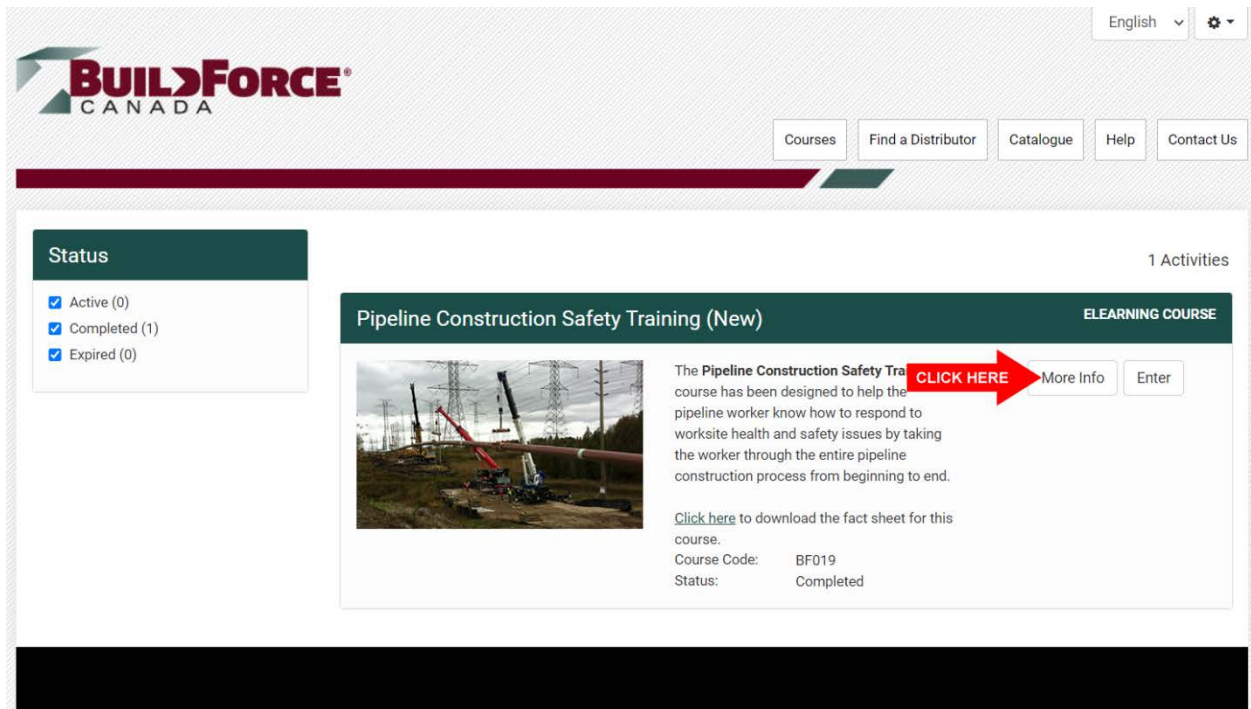 English
BUILDFORCE®
CANADA
Courses
Find a Distributor
Catalogue
Help
Contact Us
Status
Active (0)
Completed (1)
Expired (0)
1 Activities
Pipeline Construction Safety Training (New)
ELEARNING COURSE
The Pipeline Construction Safety Trai
course has been designed to help the
pipeline worker know how to respond to
worksite health and safety issues by taking
the worker through the entire pipeline
construction process from beginning to end.
Click here to download the fact sheet for this
course.
Course Code: BF019
Status: Completed
CLICK HERE
More Info
Enter